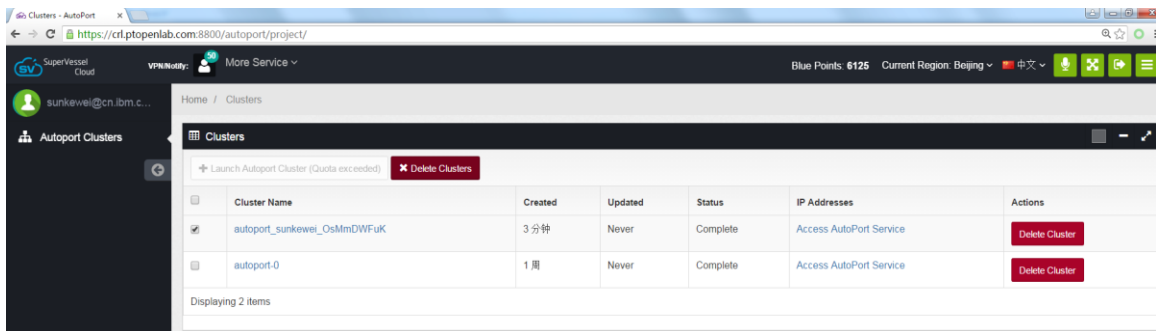 Clusters - AutoPort
https://crl.ptopenlab.com:8800/autoport/project/
SV SuperVessel Cloud VPN/Notify: 50 More Service Blue Points: 6125 Current Region: Beijing 中文
sunkewei@cn.ibm.c... Home / Clusters
Autoport Clusters Clusters
Launch Autoport Cluster (Quota exceeded) Delete Clusters
Cluster Name Created Updated Status IP Addresses Actions
autoport_sunkewei_OsMmDWFuK 3 分钟 Never Complete Access AutoPort Service Delete Cluster
autoport-0 1 周 Never Complete Access AutoPort Service Delete Cluster
Displaying 2 items